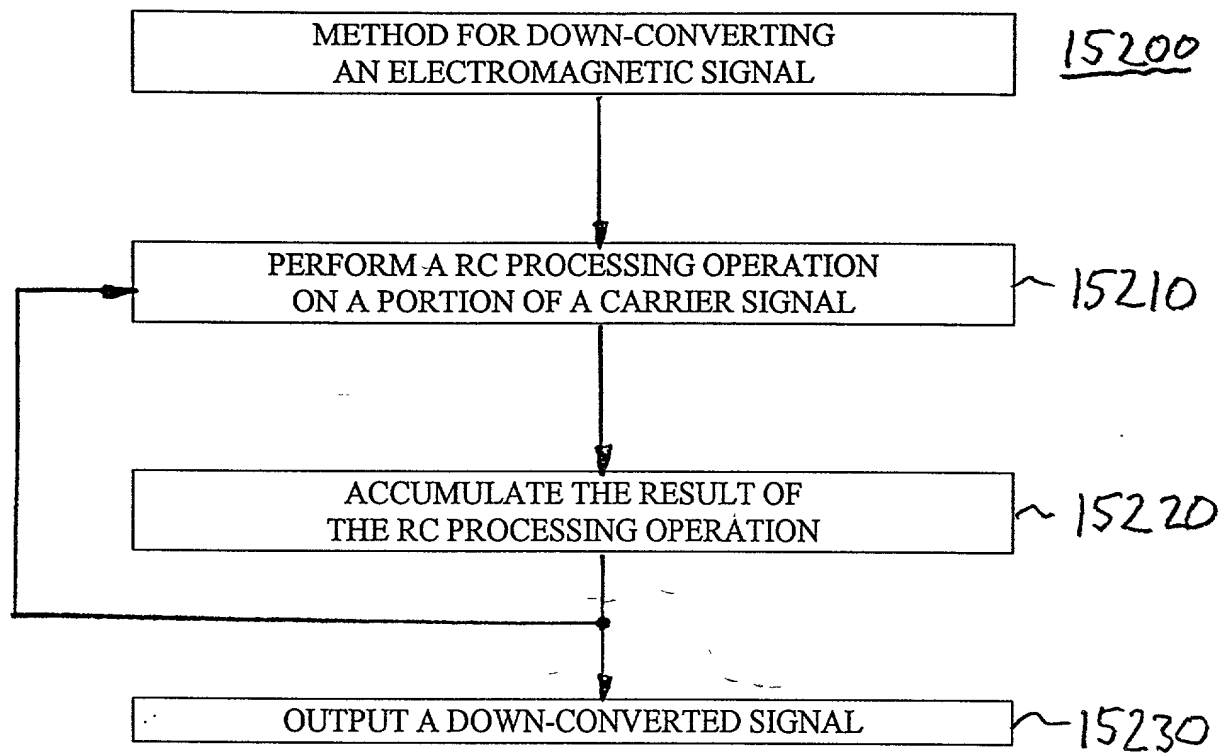 METHOD FOR DOWN-CONVERTING
AN ELECTROMAGNETIC SIGNAL
15200
PERFORM A RC PROCESSING OPERATION
ON A PORTION OF A CARRIER SIGNAL
15210
ACCUMULATE THE RESULT OF
THE RC PROCESSING OPERATION
15220
OUTPUT A DOWN-CONVERTED SIGNAL
15230